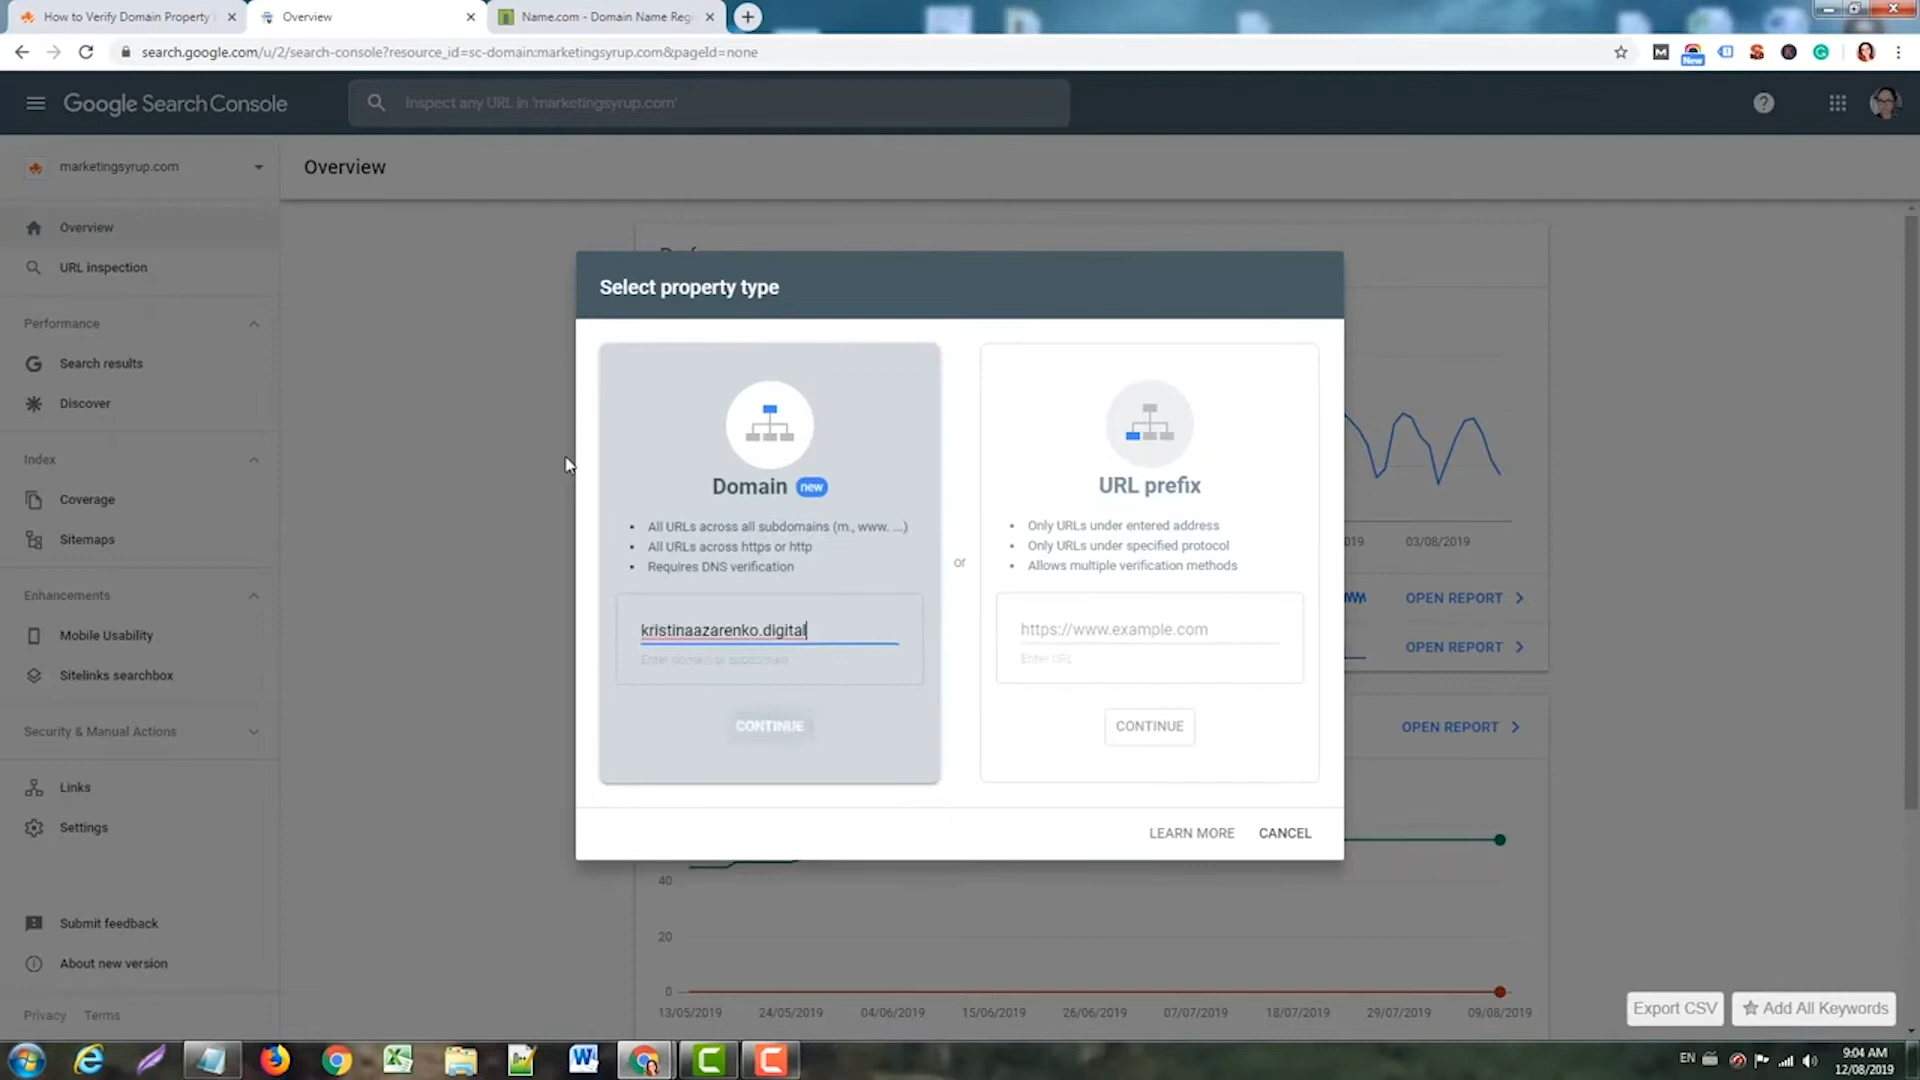 How to Verify Domain Property
Overview
Name.com - Domain Name Reg
search.google.com/u/2/search-console?resource_id=sc-domain:marketingsyrup.com&pageId=none
New
Google Search Console
Inspect any URL in 'marketingsyrup.com'
marketingsyrup.com
Overview
Overview
URL inspection
Performance
Search results
Discover
Index
Coverage
Sitemaps
Enhancements
Mobile Usability
Sitelinks searchbox
Security & Manual Actions
Links
Settings
Submit feedback
About new version
Privacy Terms
Select property type
Domain new
• All URLs across all subdomains (m., www. ...)
• All URLs across https or http
• Requires DNS verification
kristinaazarenko.digital
Enter domain or subdomain
CONTINUE
or
URL prefix
• Only URLs under entered address
• Only URLs under specified protocol
• Allows multiple verification methods
https://www.example.com
Enter URL
CONTINUE
LEARN MORE CANCEL
019 03/08/2019
OPEN REPORT
OPEN REPORT
OPEN REPORT
40
20
0
13/05/2019 24/05/2019 04/06/2019 15/06/2019 26/06/2019 07/07/2019 18/07/2019 29/07/2019 09/08/2019
Export CSV
Add All Keywords
EN
9:04 AM
12/08/2019